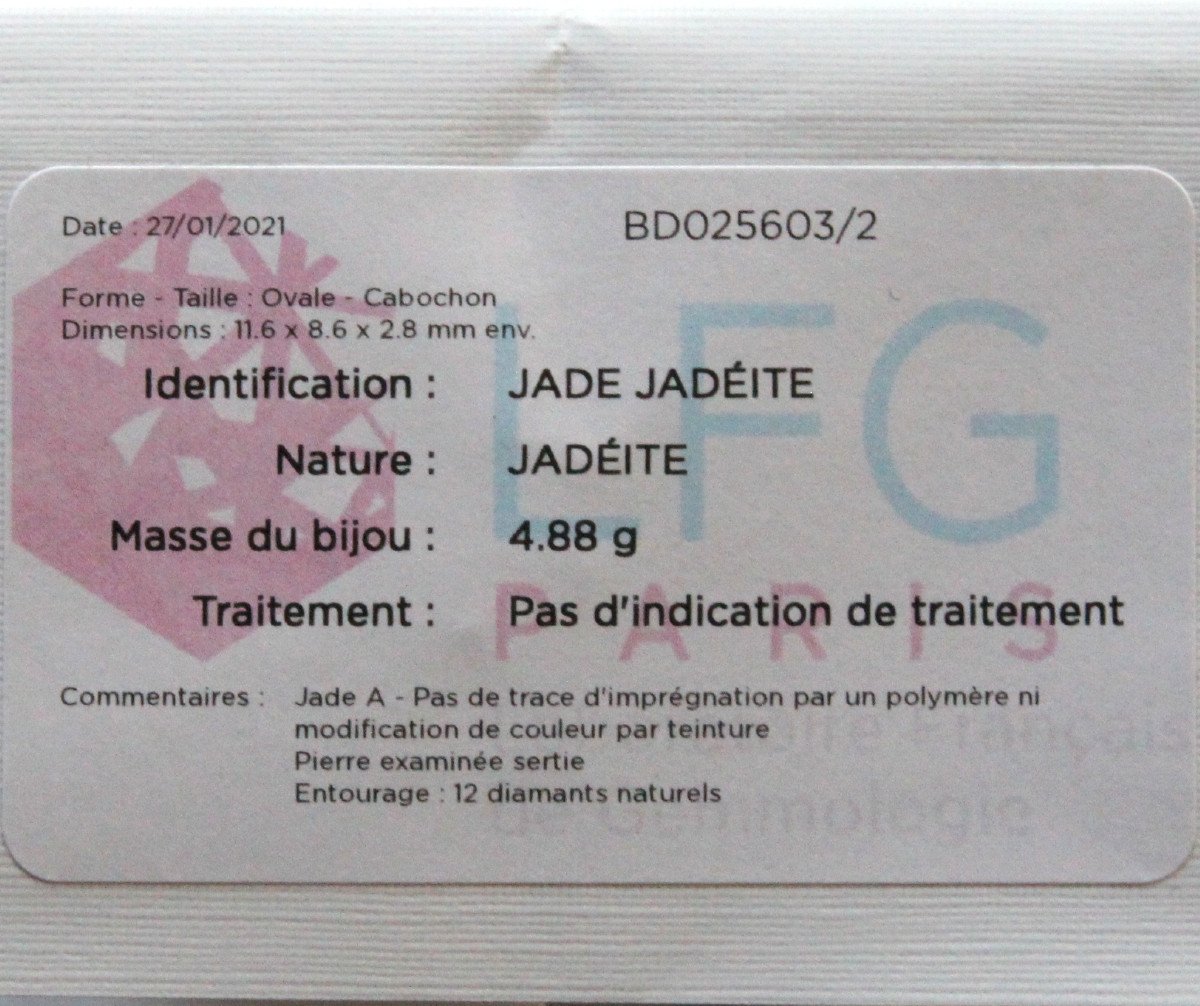 Date : 27/01/2021
BD025603/2
Forme - Taille : Ovale - Cabochon
Dimensions : 11.6 x 8.6 x 2.8 mm env.
Identification : JADE JADÉITE
Nature : JADÉITE
Masse du bijou : 4.88 g
Traitement : Pas d'indication de traitement
Commentaires : Jade A - Pas de trace d'imprégnation par un polymère ni
modification de couleur par teinture
Pierre examinée sertie
Entourage : 12 diamants naturels
LFG
PARIS
Français
de Gemmologie